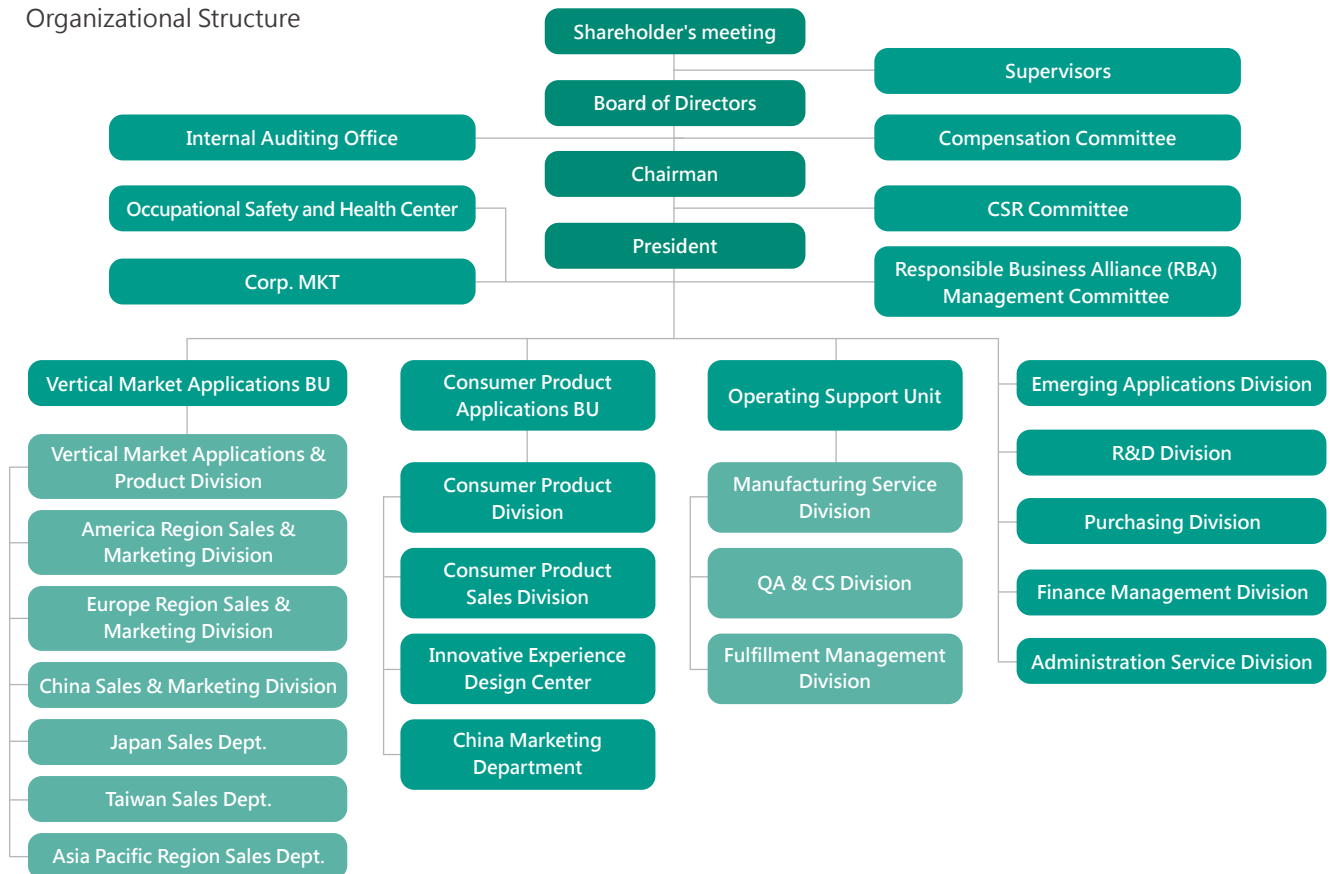 Organizational Structure
Shareholder's meeting
Supervisors
Board of Directors
Internal Auditing Office
Compensation Committee
Chairman
Occupational Safety and Health Center
CSR Committee
President
Corp. MKT
Responsible Business Alliance (RBA)
Management Committee
Vertical Market Applications BU
Vertical Market Applications &
Product Division
America Region Sales &
Marketing Division
Europe Region Sales &
Marketing Division
China Sales & Marketing Division
Japan Sales Dept.
Taiwan Sales Dept.
Asia Pacific Region Sales Dept.
Consumer Product
Applications BU
Consumer Product
Division
Consumer Product
Sales Division
Innovative Experience
Design Center
China Marketing
Department
Operating Support Unit
Manufacturing Service
Division
QA & CS Division
Fulfillment Management
Division
Emerging Applications Division
R&D Division
Purchasing Division
Finance Management Division
Administration Service Division